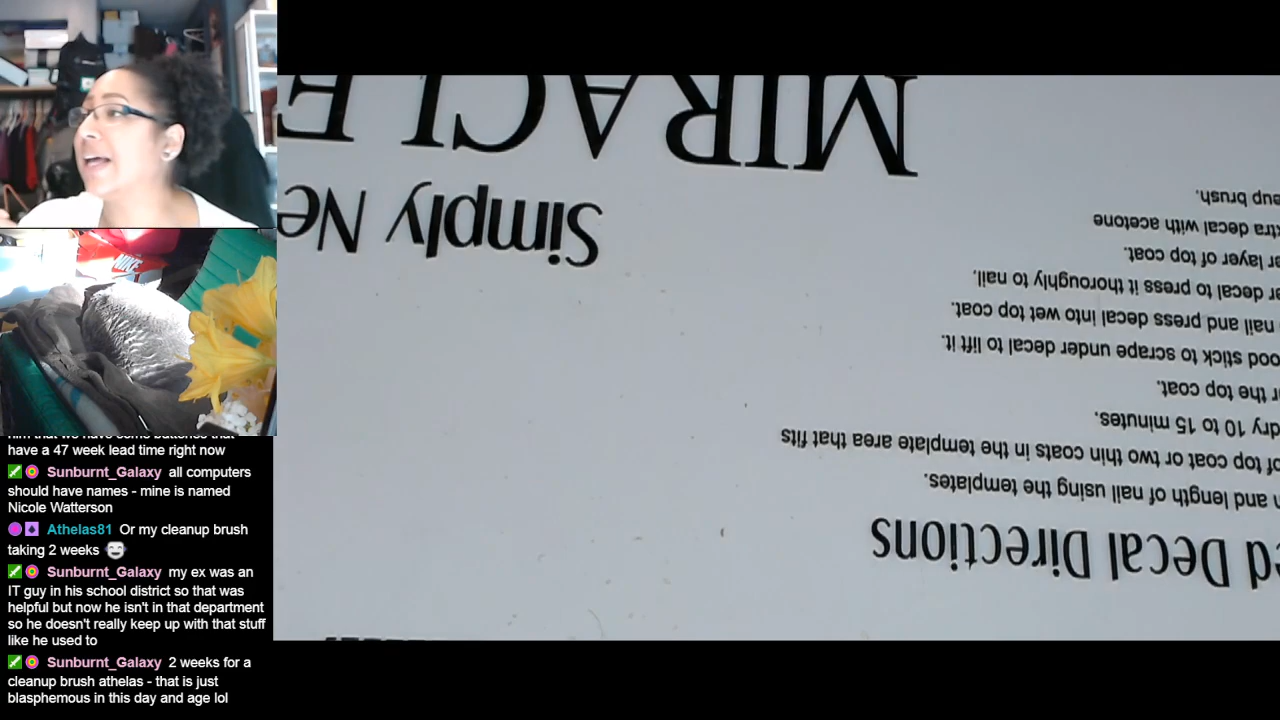 him that we have some batteries that
have a 47 week lead time right now
Sunburnt_Galaxy all computers
should have names - mine is named
Nicole Watterson
Athelas81 Or my cleanup brush
taking 2 weeks
Sunburnt_Galaxy my ex was an
IT guy in his school district so that was
helpful but now he isn't in that department
so he doesn't really keep up with that stuff
like he used to
Sunburnt_Galaxy 2 weeks for a
cleanup brush athelas - that is just
blasphemous in this day and age lol
NIKE
Decal Directions
and length of nail using the templates.
of top coat or two thin coats in the template area that fits
dry 10 to 15 minutes.
the top coat.
stick to scrape under decal to lift it.
nail and press decal into wet top coat.
decal to press it thoroughly to nail.
layer of top coat.
decal with acetone
brush.
Simply Ne
MIRACLE